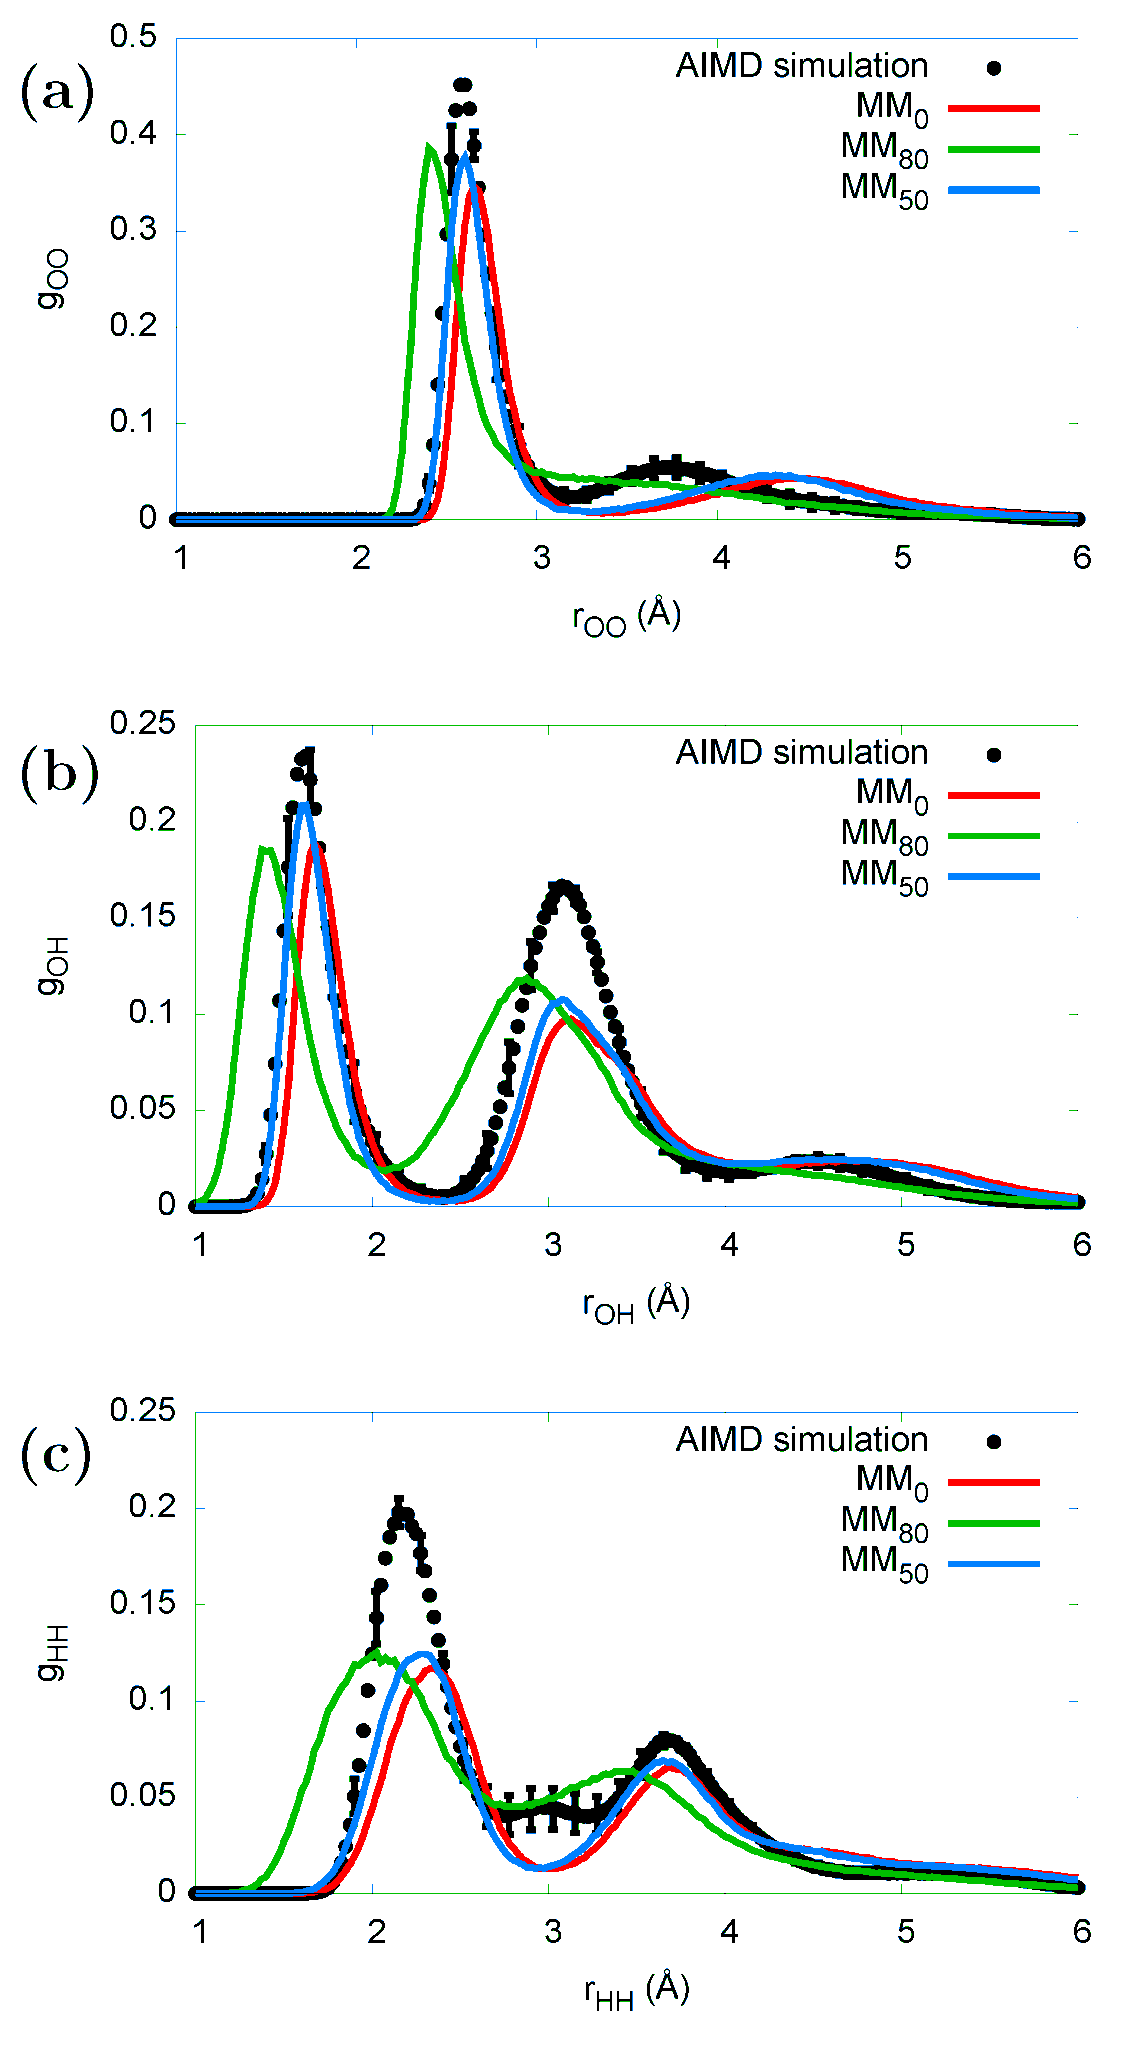 (a)
0.5
0.4
0.3
0.2
0.1
0
gOO
AIMD simulation
MM0
MM80
MM50
1 2 3 4 5 6
rOO (Å)
(b)
0.25
0.2
0.15
0.1
0.05
0
gOH
AIMD simulation
MM0
MM80
MM50
1 2 3 4 5 6
rOH (Å)
(c)
0.25
0.2
0.15
0.1
0.05
0
gHH
AIMD simulation
MM0
MM80
MM50
1 2 3 4 5 6
rHH (Å)